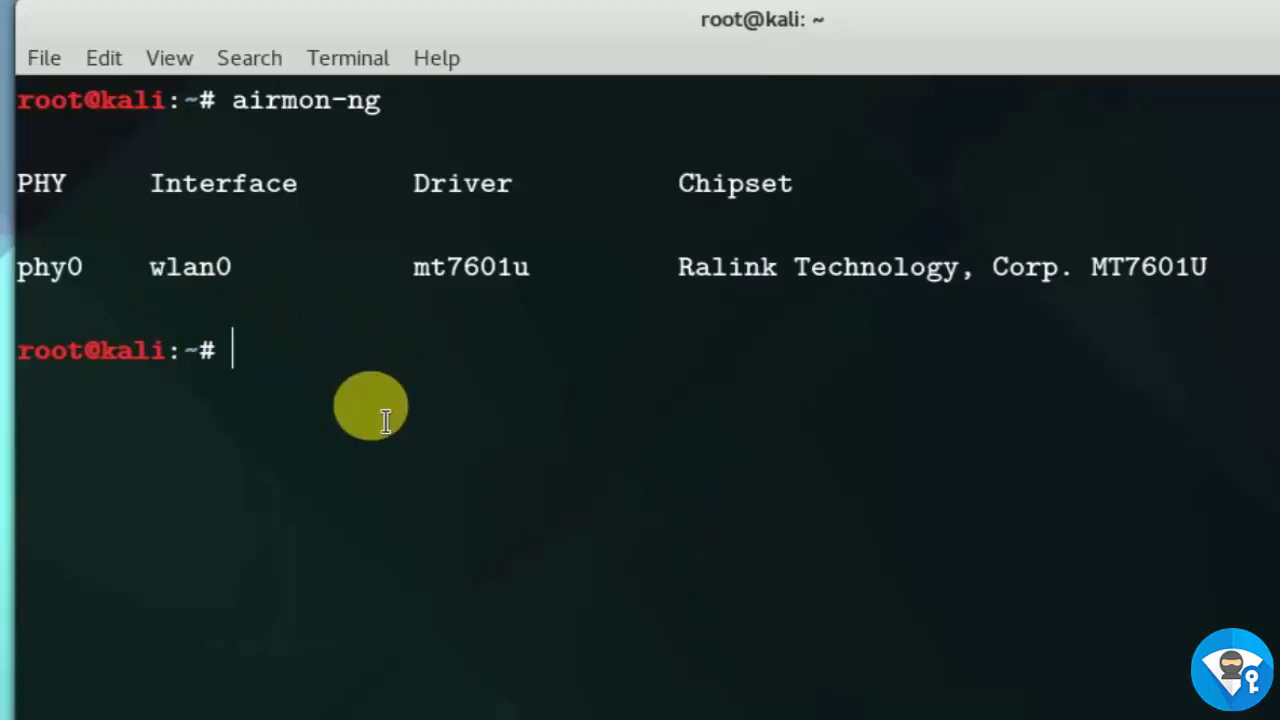 root@kali: ~
File Edit View Search Terminal Help
root@kali:~# airmon-ng
PHY Interface Driver Chipset
phy0 wlan0 mt7601u Ralink Technology, Corp. MT7601U
root@kali:~#